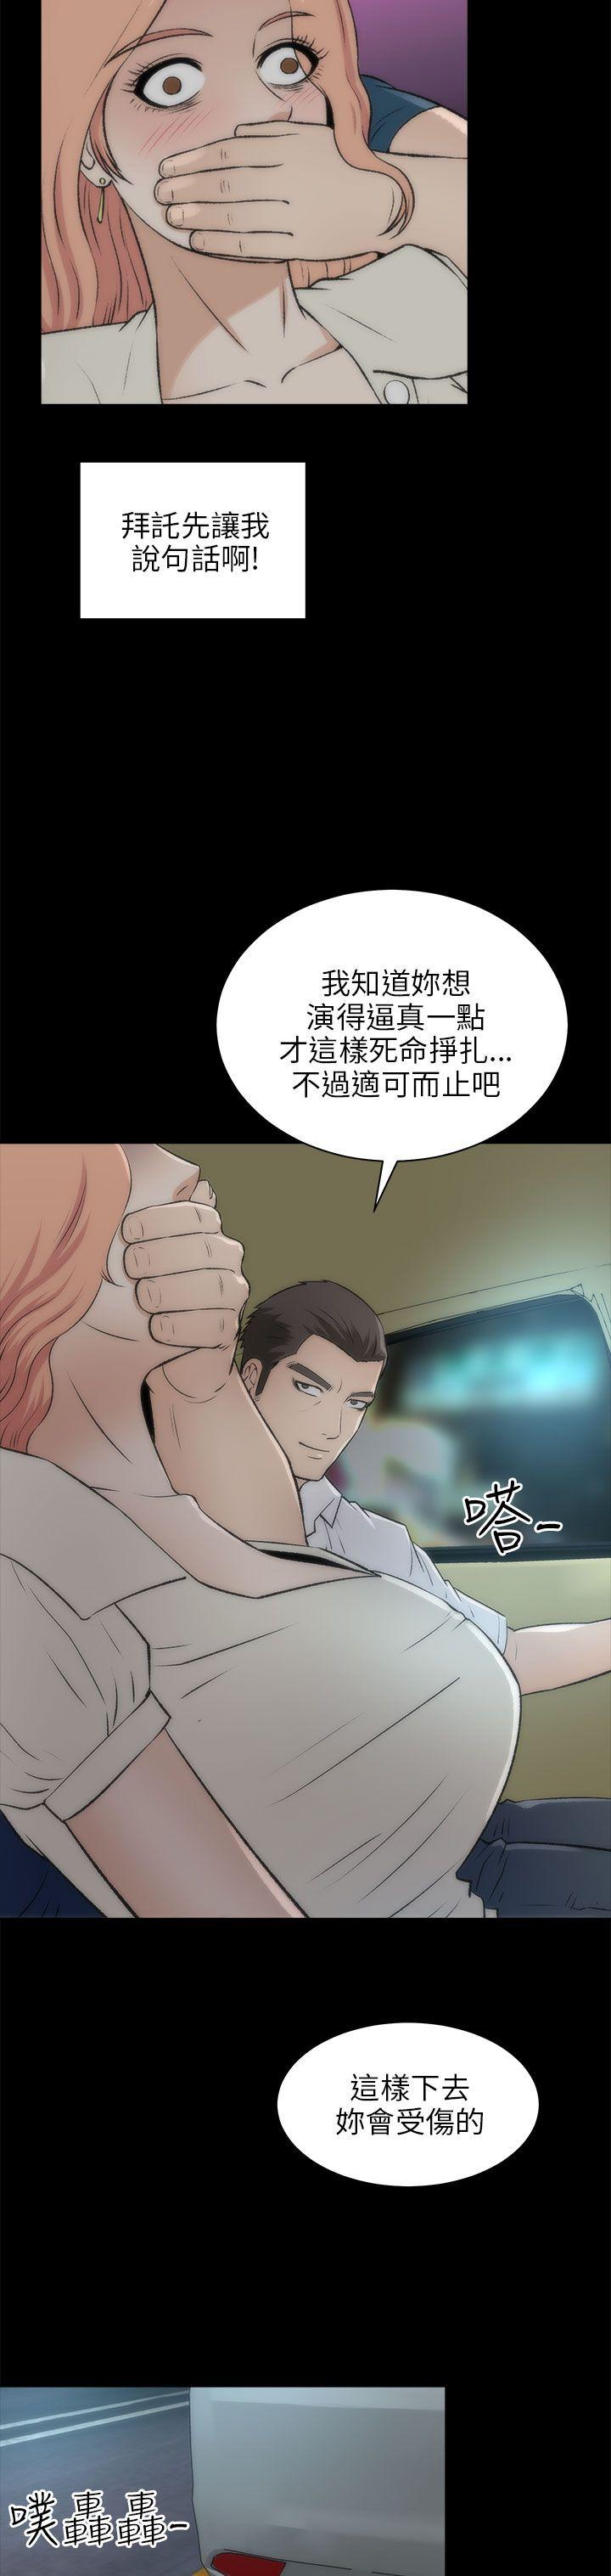 拜託先讓我
說句話啊!
我知道妳想
演得逼真一點
才這樣死命掙扎...
不過適可而止吧
嗒-
這樣下去
妳會受傷的
噗轟轟-